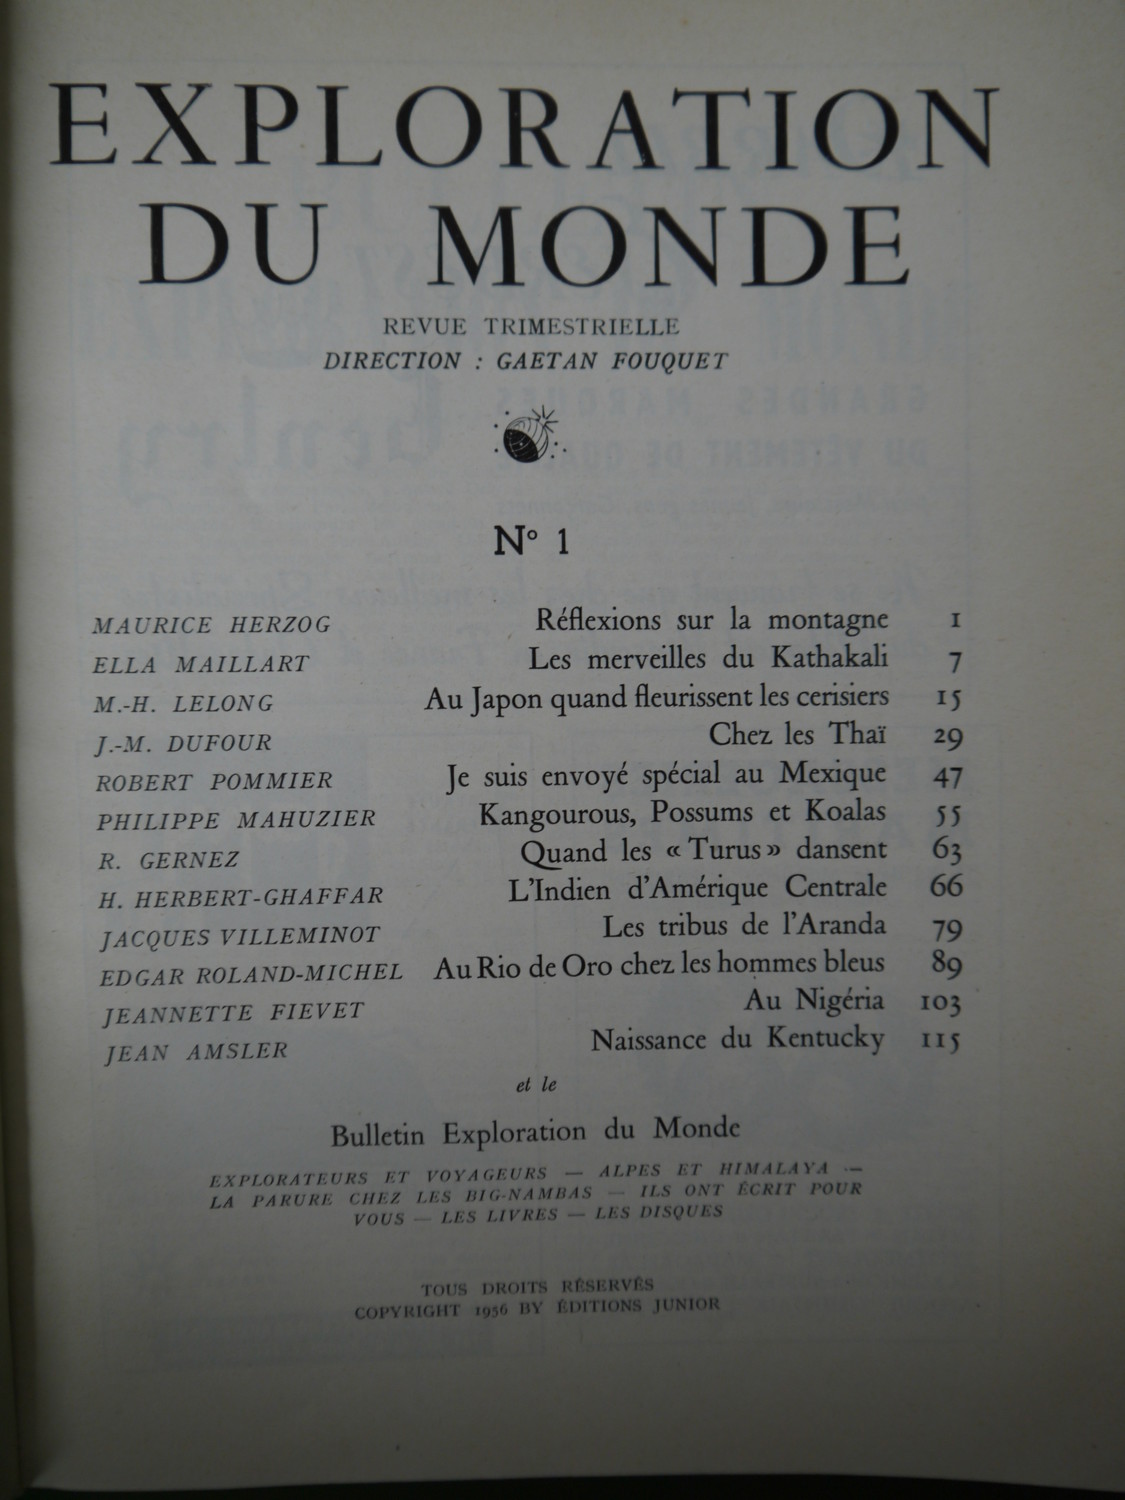 EXPLORATION
DU MONDE
REVUE TRIMESTRIELLE
DIRECTION : GAETAN FOUQUET
N° 1
MAURICE HERZOG Réflexions sur la montagne 1
ELLA MAILLART Les merveilles du Kathakali 7
M.-H. LELONG Au Japon quand fleurissent les cerisiers 15
J.-M. DUFOUR Chez les Thaï 29
ROBERT POMMIER Je suis envoyé spécial au Mexique 47
PHILIPPE MAHUZIER Kangourous, Possums et Koalas 55
R. GERNEZ Quand les « Turus » dansent 63
H. HERBERT-GHAFFAR L'Indien d'Amérique Centrale 66
JACQUES VILLEMINOT Les tribus de l'Aranda 79
EDGAR ROLAND-MICHEL Au Rio de Oro chez les hommes bleus 89
JEANNETTE FIEVET Au Nigéria 103
JEAN AMSLER Naissance du Kentucky 115
et le
Bulletin Exploration du Monde
EXPLORATEURS ET VOYAGEURS — ALPES ET HIMALAYA —
LA PARURE CHEZ LES BIG-NAMBAS — ILS ONT ÉCRIT POUR
VOUS — LES LIVRES — LES DISQUES
TOUS DROITS RÉSERVÉS
COPYRIGHT 1956 BY ÉDITIONS JUNIOR